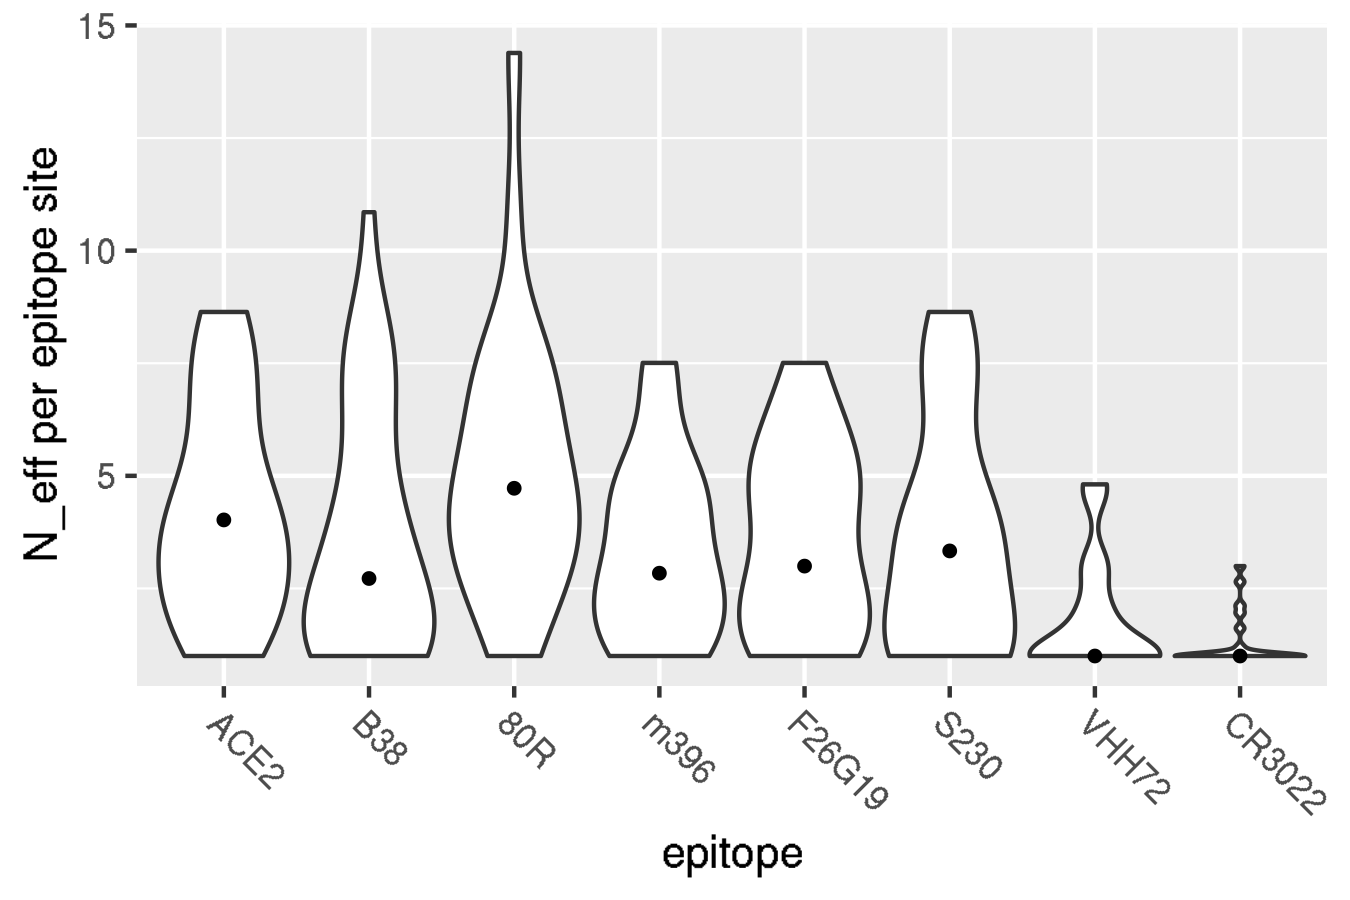 N_eff per epitope site
15
10
5
ACE2
B38
80R
m396
F26G19
S230
VHH72
CR3022
epitope